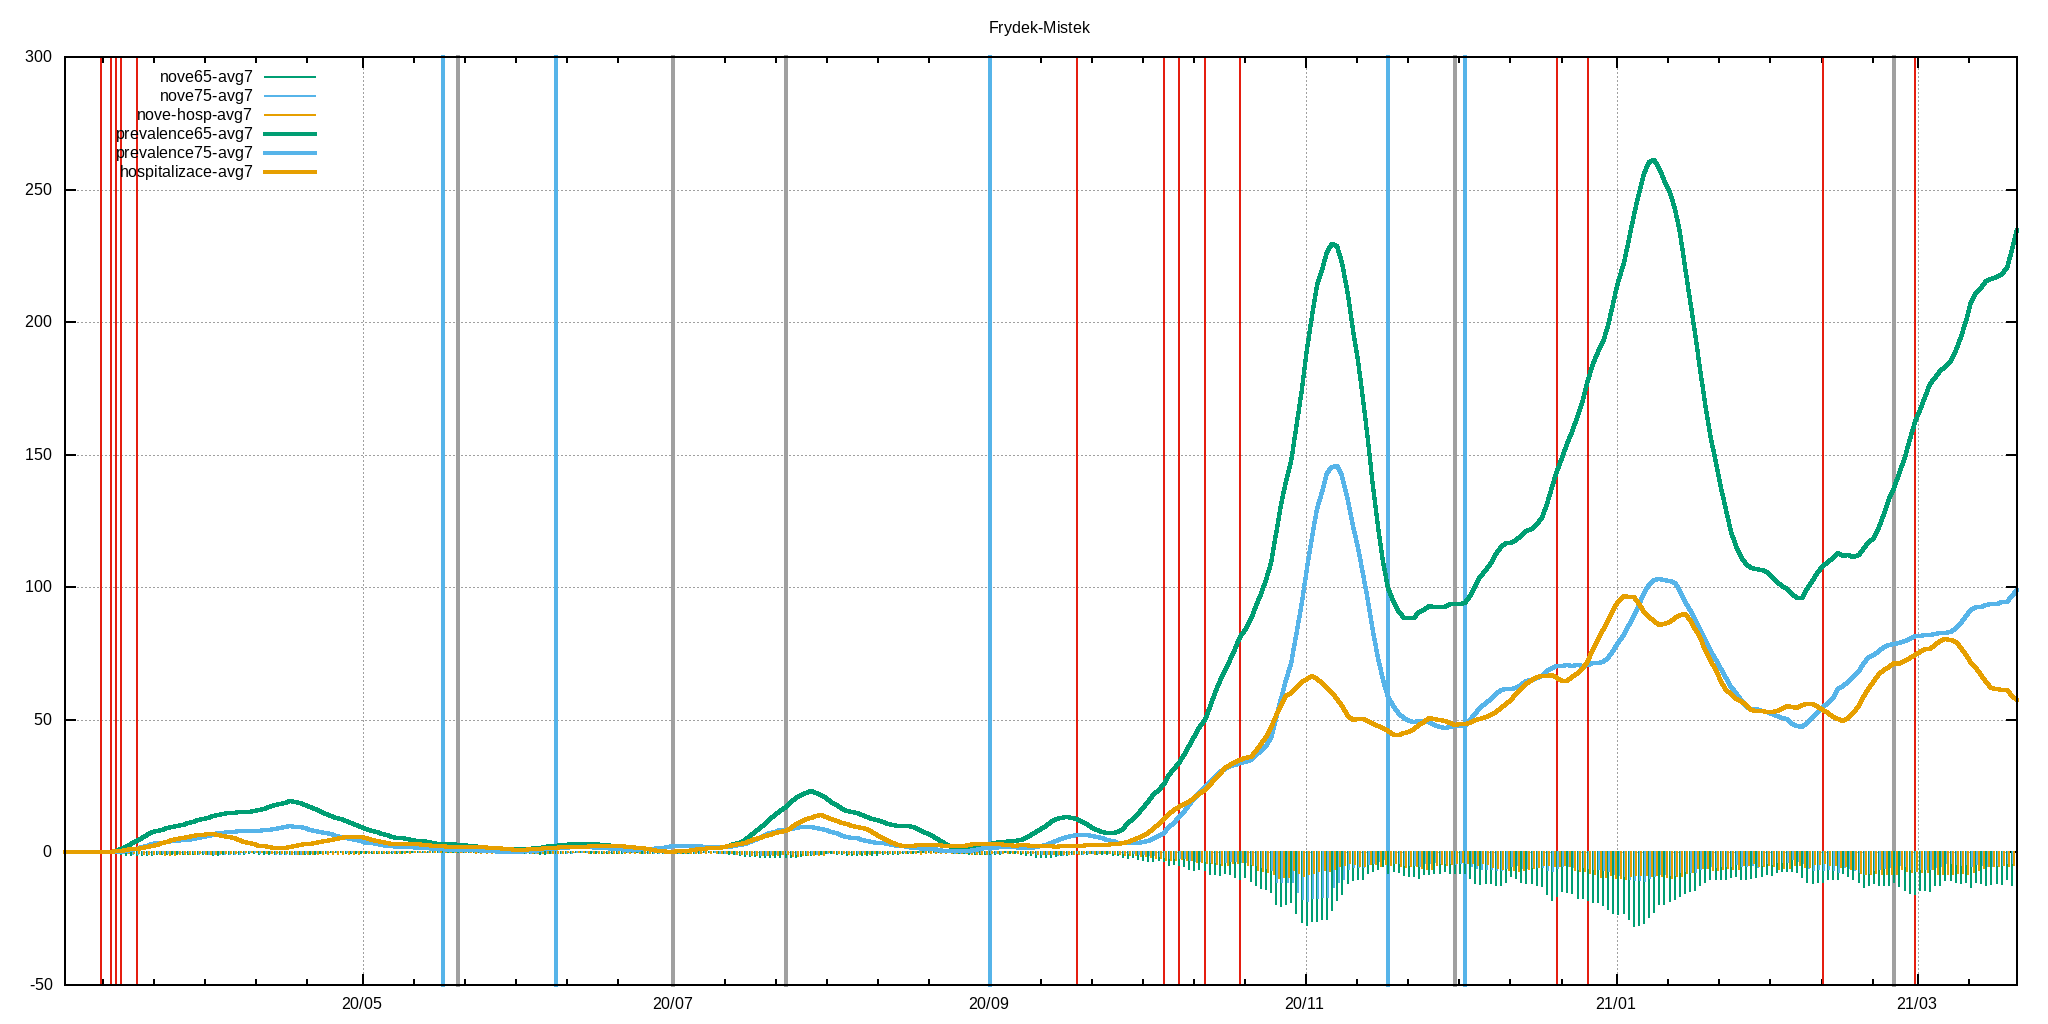 Frydek-Mistek
300
nove65-avg7
nove75-avg7
nove-hosp-avg7
prevalence65-avg7
prevalence75-avg7
hospitalizace-avg7
250
200
150
100
50
0
-50
20/05 20/07 20/09 20/11 21/01 21/03